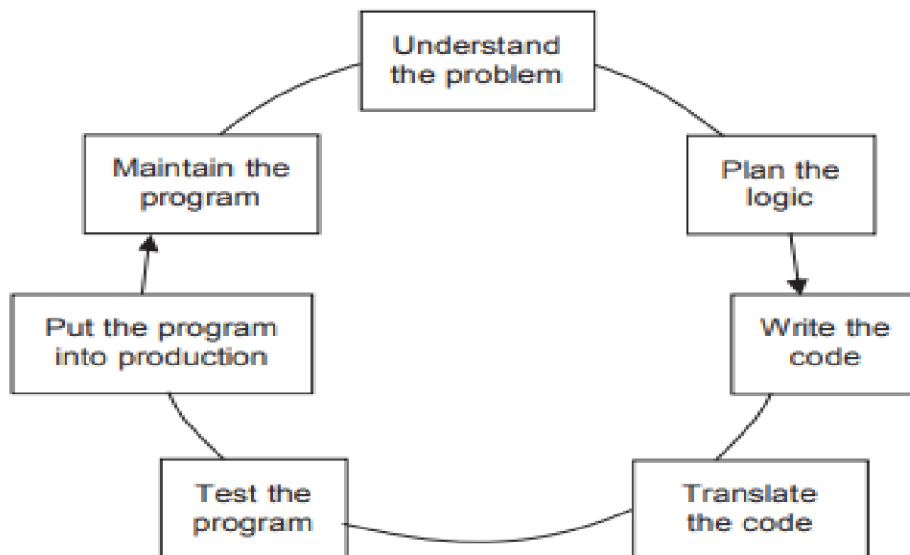 Understand
the problem
Plan the
logic
Write the
code
Translate
the code
Test the
program
Put the program
into production
Maintain the
program